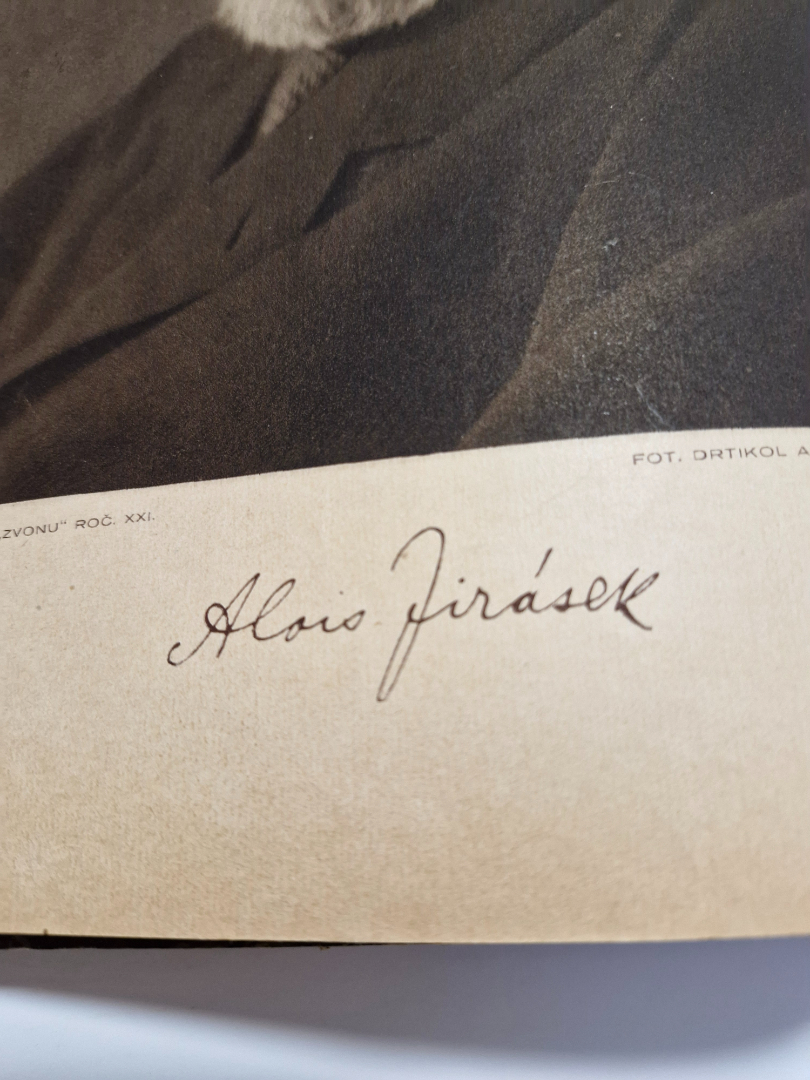 „ZVONU“ ROČ. XXI.
FOT. DRTIKOL A
Alois Jirásek